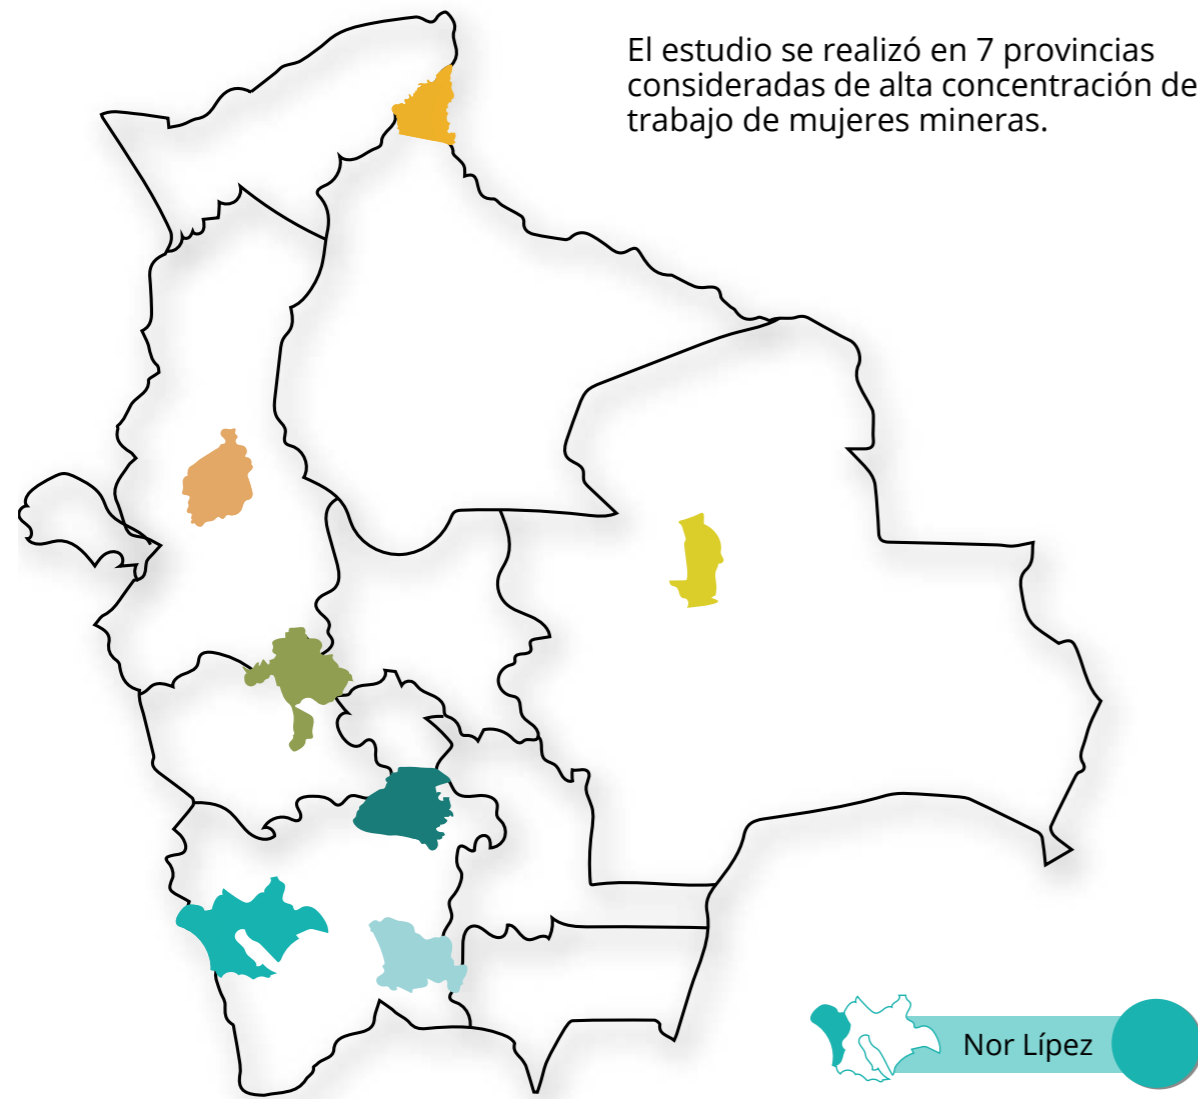 El estudio se realizó en 7 provincias
consideradas de alta concentración de
trabajo de mujeres mineras.
Nor Lípez